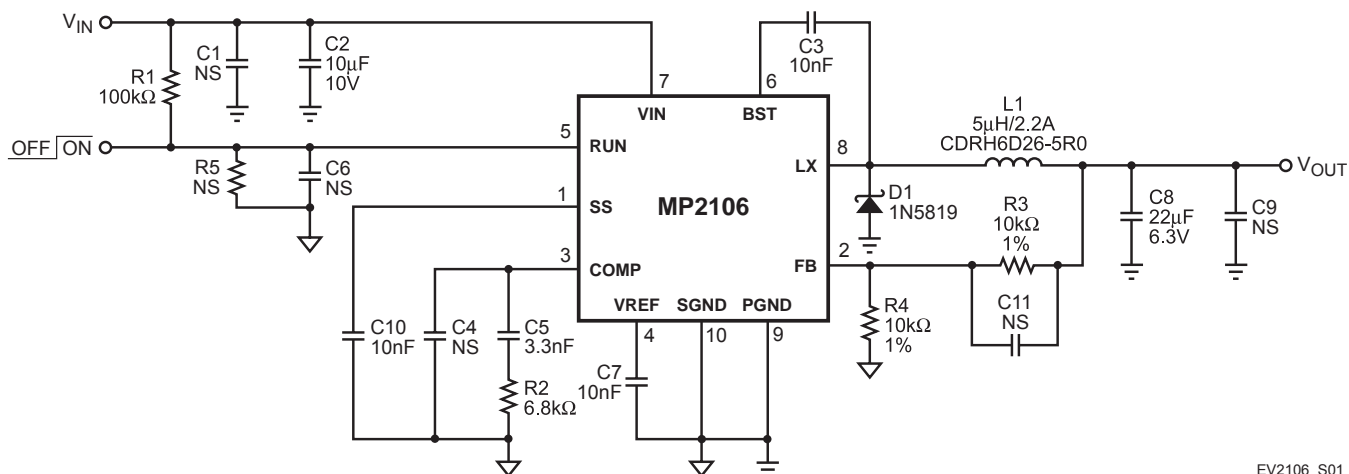 VIN
R1
100kΩ
C1
NS
C2
10µF
10V
7
VIN
6
BST
C3
10nF
OFF ON
5
RUN
R5
NS
C6
NS
1
SS
3
COMP
MP2106
8
LX
L1
5µH/2.2A
CDRH6D26-5R0
VOUT
D1
1N5819
R3
10kΩ
1%
C8
22µF
6.3V
C9
NS
2
FB
C11
NS
R4
10kΩ
1%
VREF
SGND
PGND
4
10
9
C10
10nF
C4
NS
C5
3.3nF
R2
6.8kΩ
C7
10nF
EV2106_S01